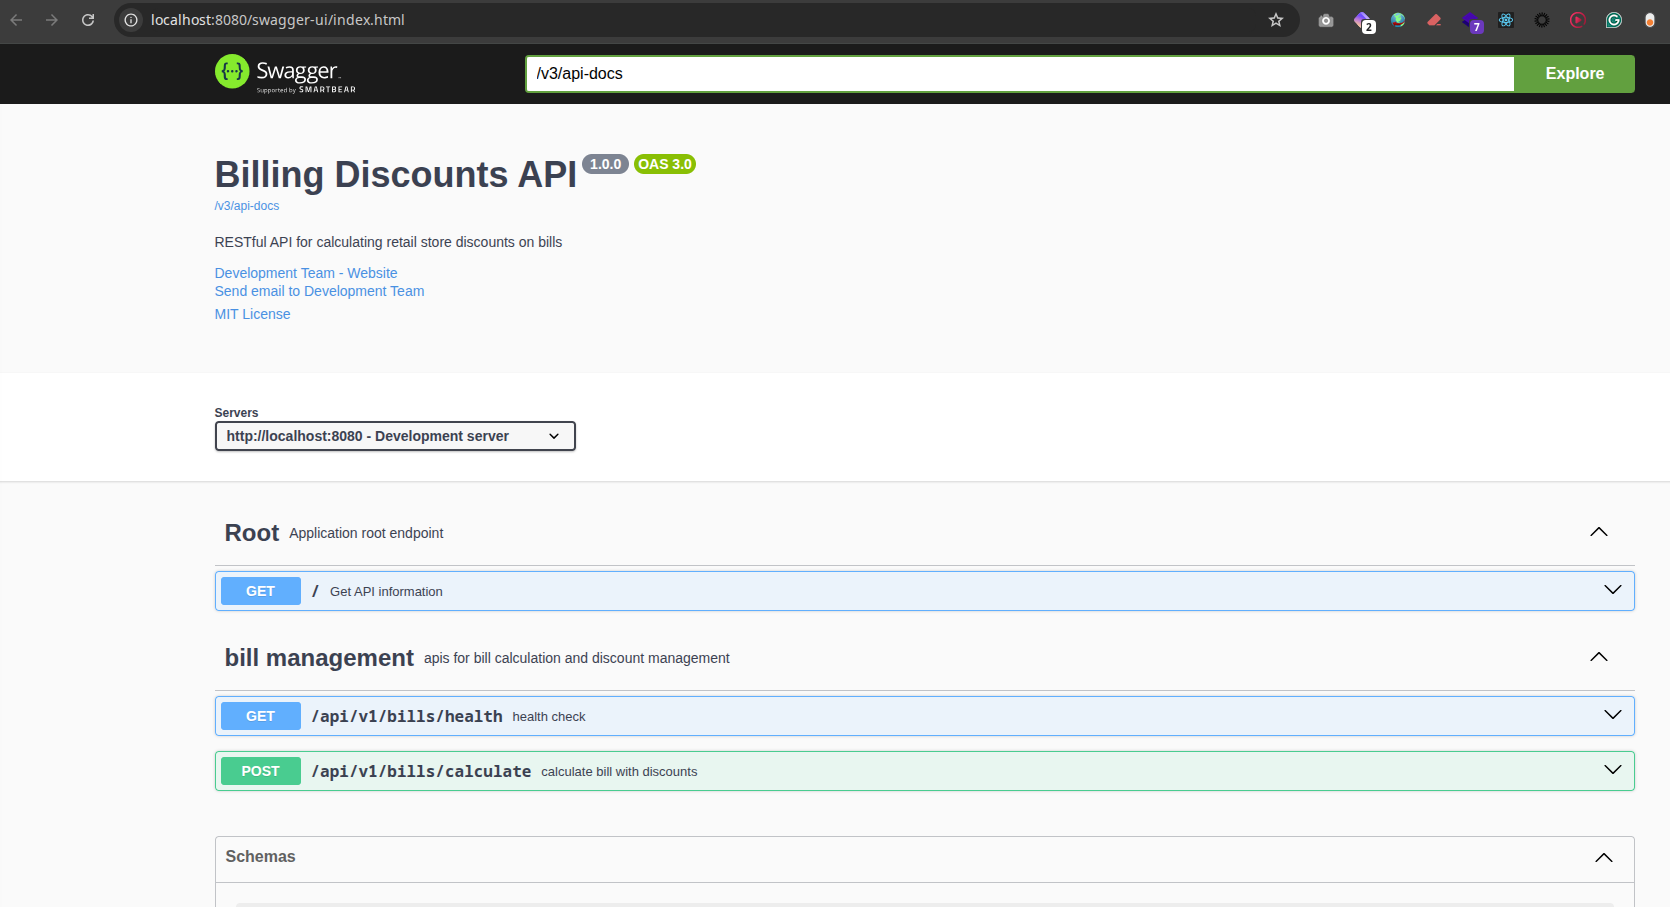 localhost:8080/swagger-ui/index.html
2
7
Swagger
Supported by SMARTBEAR
/v3/api-docs
Explore
Billing Discounts API 1.0.0 OAS 3.0
/v3/api-docs
RESTful API for calculating retail store discounts on bills
Development Team - Website
Send email to Development Team
MIT License
Servers
http://localhost:8080 - Development server
Root Application root endpoint
GET / Get API information
bill management apis for bill calculation and discount management
GET /api/v1/bills/health health check
POST /api/v1/bills/calculate calculate bill with discounts
Schemas